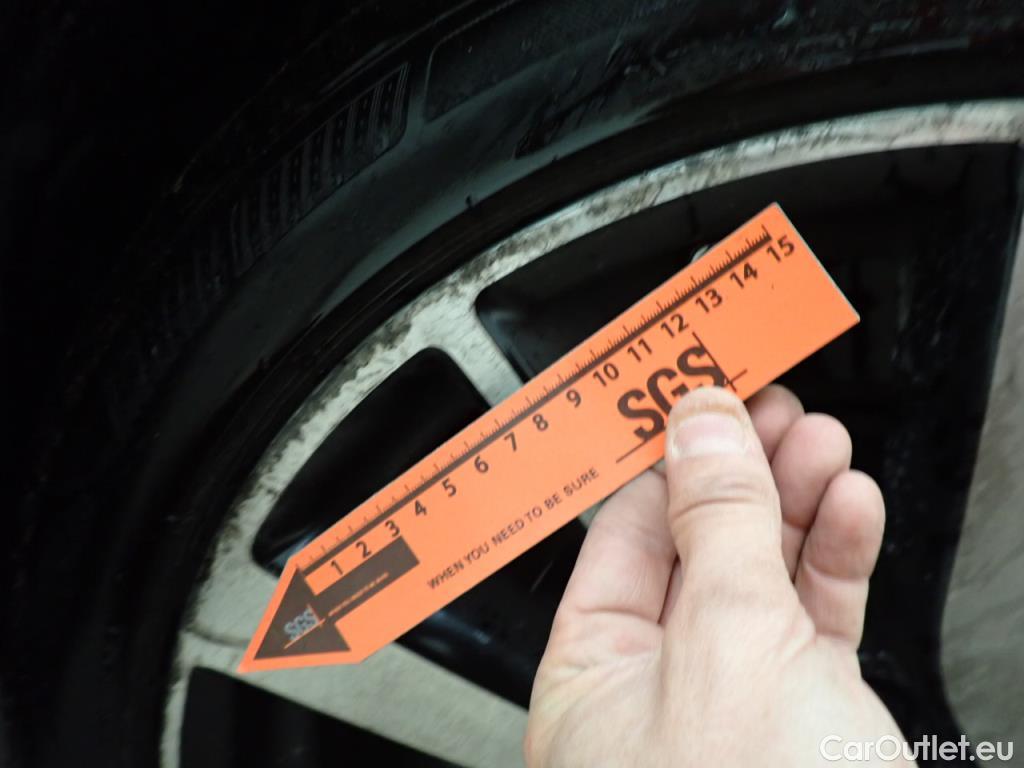 1 2 3 4 5 6 7 8 9 10 11 12 13 14 15
SGS
WHEN YOU NEED TO BE SURE
SGS
CarOutlet.eu